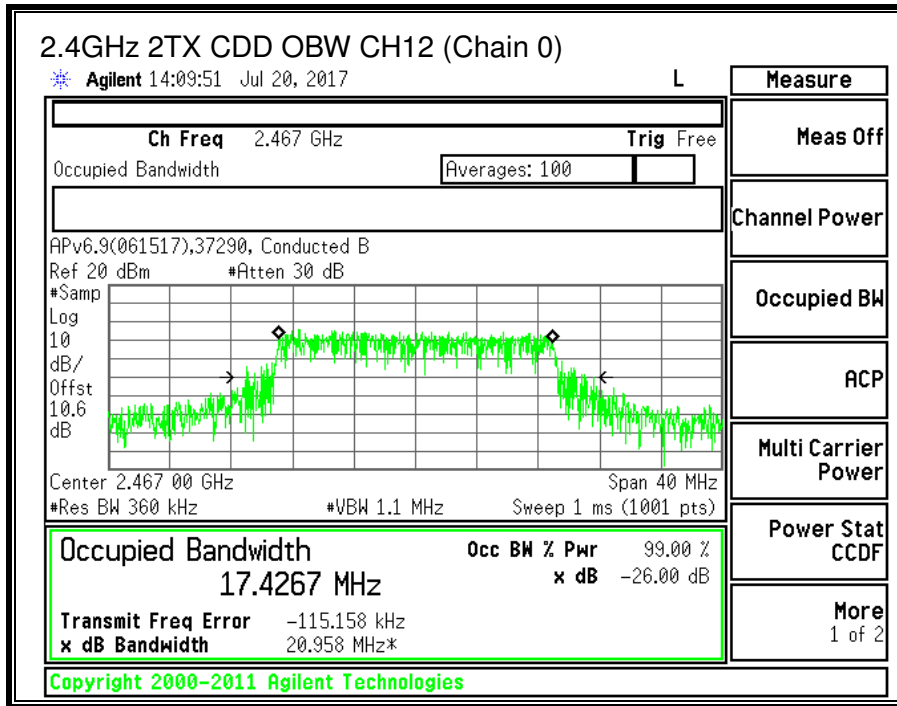 2.4GHz 2TX CDD OBW CH12 (Chain 0)
Agilent 14:09:51 Jul 20, 2017 L
Measure
Ch Freq 2.467 GHz Trig Free
Meas Off
Occupied Bandwidth Averages: 100
Channel Power
APv6.9(061517),37290, Conducted B
Ref 20 dBm #Atten 30 dB
#Samp
Log
10
dB/
Offst
10.6
dB
Occupied BW
ACP
Multi Carrier
Power
Center 2.467 00 GHz Span 40 MHz
#Res BW 360 kHz #VBW 1.1 MHz Sweep 1 ms (1001 pts)
Power Stat
CCDF
Occupied Bandwidth Occ BW % Pwr 99.00 %
17.4267 MHz x dB -26.00 dB
Transmit Freq Error -115.158 kHz
x dB Bandwidth 20.958 MHz*
More
1 of 2
Copyright 2000-2011 Agilent Technologies